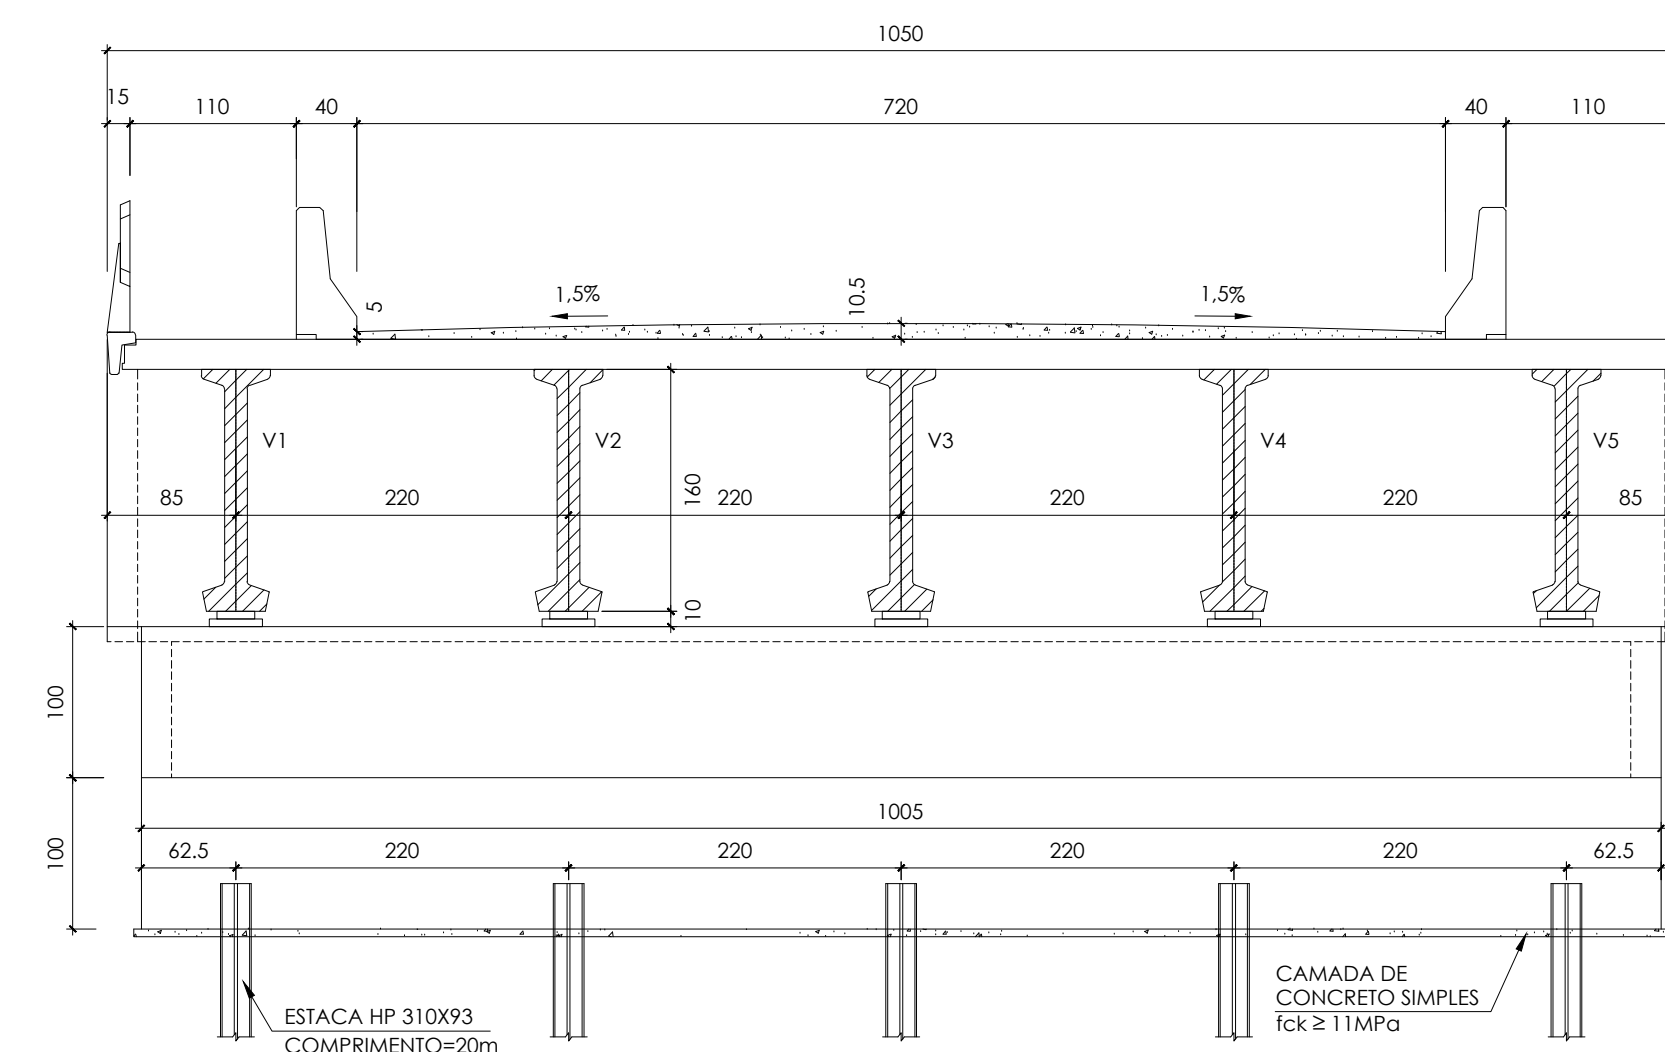 1050
15 110 40 720 40 110
5 1,5% 10.5 1,5%
V1 V2 V3 V4 V5
85 220 160 220 220 220 85
10
100
1005
100 62.5 220 220 220 220 62.5
ESTACA HP 310X93
COMPRIMENTO=20m
CAMADA DE
CONCRETO SIMPLES
fck ≥ 11MPa